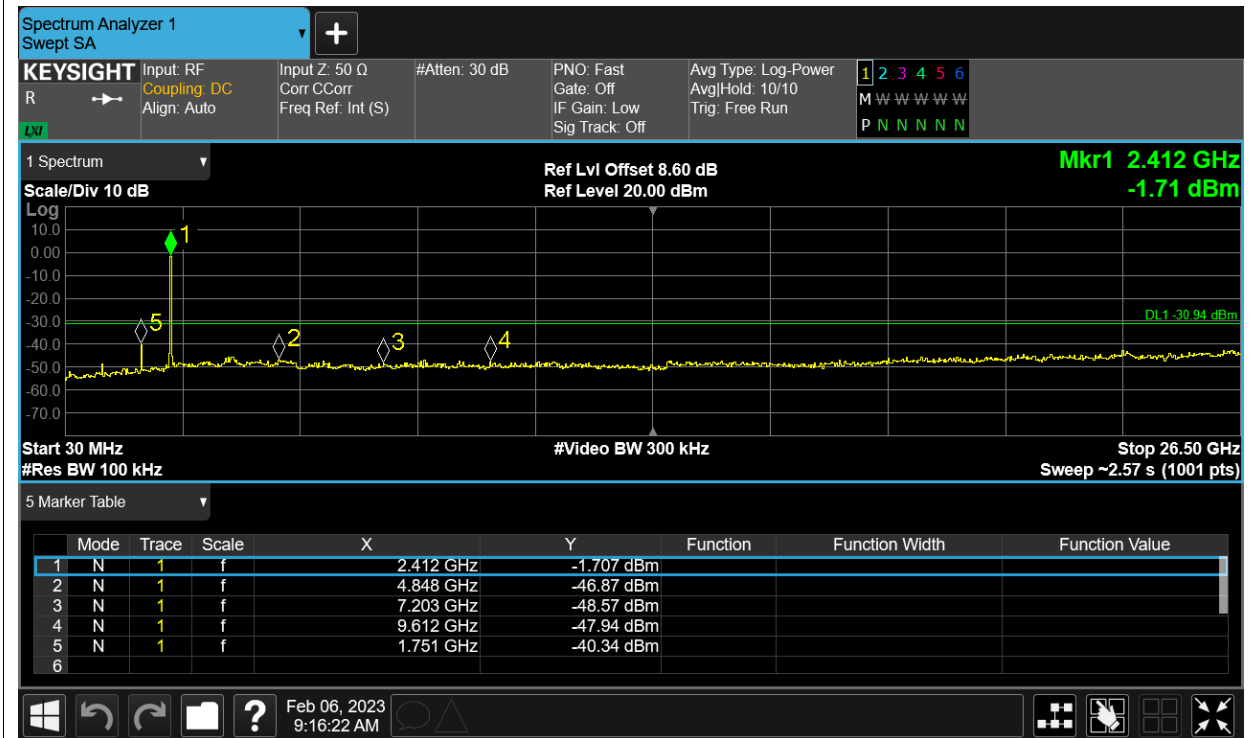 Spectrum Analyzer 1
Swept SA
+
KEYSIGHT
R
LXI
Input: RF
Coupling: DC
Align: Auto
Input Z: 50 Ω
Corr CCorr
Freq Ref: Int (S)
#Atten: 30 dB
PNO: Fast
Gate: Off
IF Gain: Low
Sig Track: Off
Avg Type: Log-Power
Avg|Hold: 10/10
Trig: Free Run
1 2 3 4 5 6
M W W W W W
P N N N N N
1 Spectrum
Scale/Div 10 dB
Ref Lvl Offset 8.60 dB
Ref Level 20.00 dBm
Mkr1 2.412 GHz
-1.71 dBm
Log
10.0
0.00
-10.0
-20.0
-30.0
-40.0
-50.0
-60.0
-70.0
1
5
2
3
4
DL1 -30.94 dBm
Start 30 MHz
#Res BW 100 kHz
#Video BW 300 kHz
Stop 26.50 GHz
Sweep ~2.57 s (1001 pts)
5 Marker Table
Mode Trace Scale X Y Function Function Width Function Value
1 N 1 f 2.412 GHz -1.707 dBm
2 N 1 f 4.848 GHz -46.87 dBm
3 N 1 f 7.203 GHz -48.57 dBm
4 N 1 f 9.612 GHz -47.94 dBm
5 N 1 f 1.751 GHz -40.34 dBm
6
?
Feb 06, 2023
9:16:22 AM